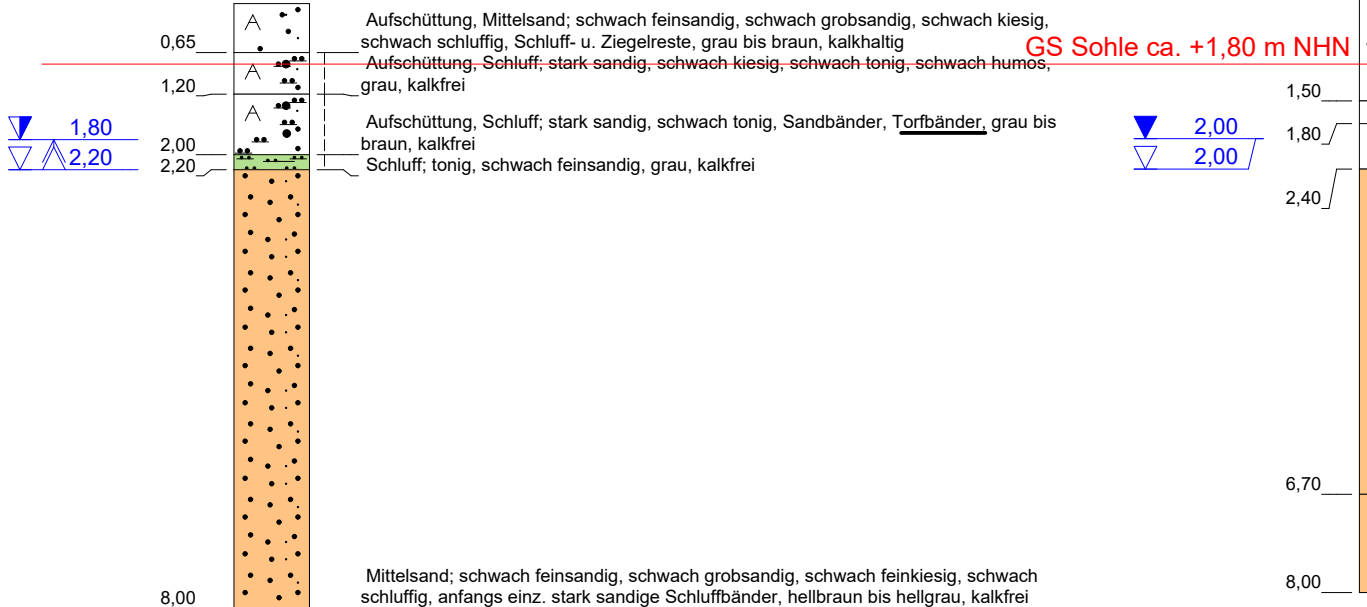 Aufschüttung, Mittelsand; schwach feinsandig, schwach grobsandig, schwach kiesig,
schwach schluffig, Schluff- u. Ziegelreste, grau bis braun, kalkhaltig
0,65
GS Sohle ca. +1,80 m NHN
Aufschüttung, Schluff; stark sandig, schwach kiesig, schwach tonig, schwach humos,
grau, kalkfrei
1,20
1,50
A
A
A
Aufschüttung, Schluff; stark sandig, schwach tonig, Sandbänder, Torfbänder, grau bis
braun, kalkfrei
1,80
2,00
2,00
1,80
2,20
2,20
Schluff; tonig, schwach feinsandig, grau, kalkfrei
2,00
2,40
6,70
Mittelsand; schwach feinsandig, schwach grobsandig, schwach feinkiesig, schwach
schluffig, anfangs einz. stark sandige Schluffbänder, hellbraun bis hellgrau, kalkfrei
8,00
8,00